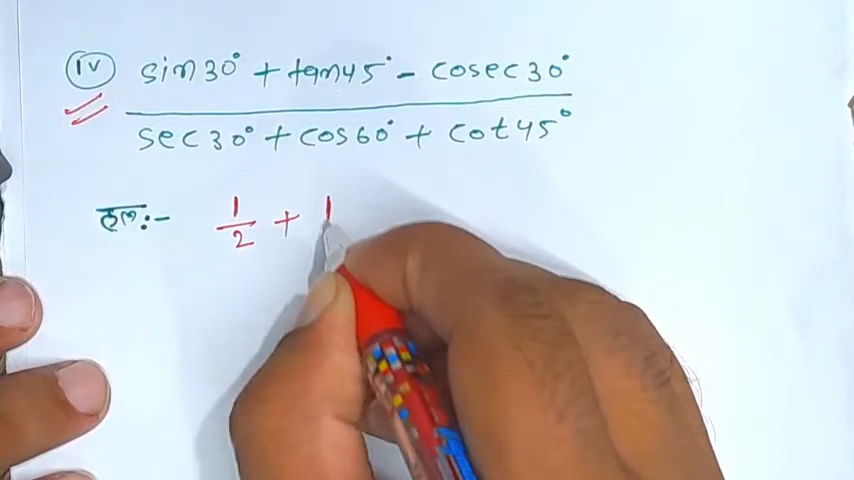 IV sin30° + tan45° - cosec30°
sec30° + cos60° + cot45°
हल:- 1/2 + 1